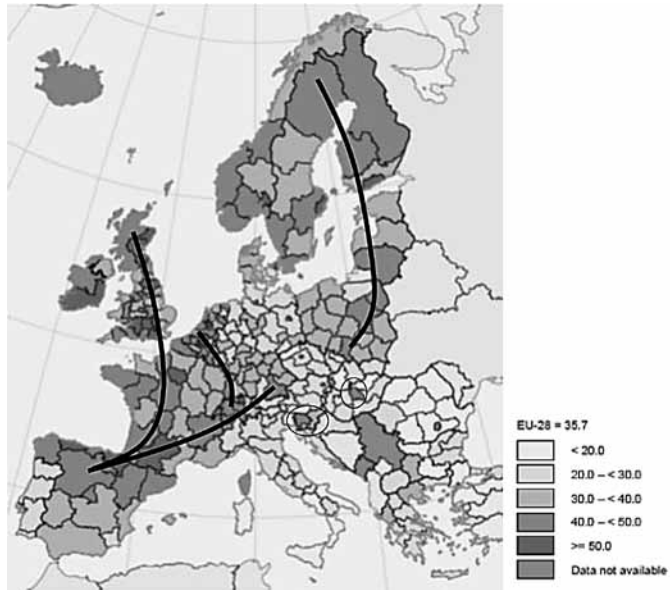 EU-28 = 35.7
< 20.0
20.0 – < 30.0
30.0 – < 40.0
40.0 – < 50.0
>= 50.0
Data not available